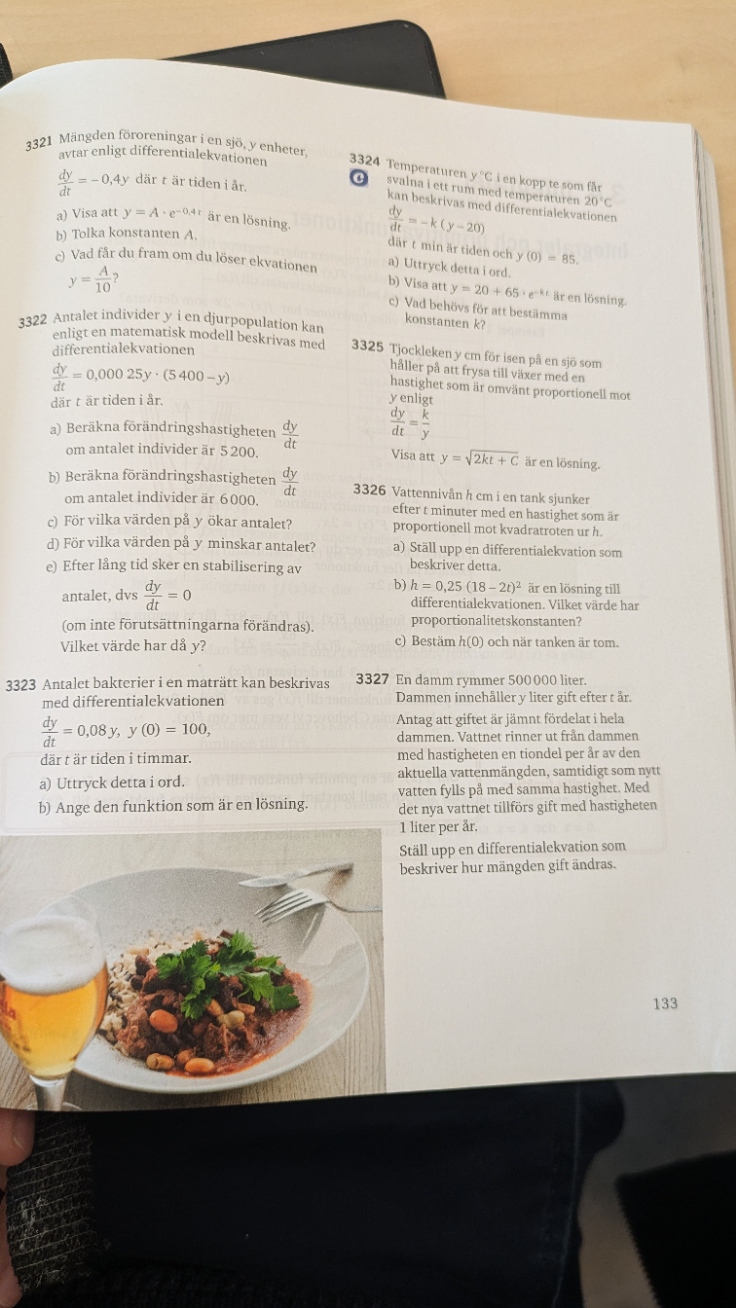 3321 Mängden föroreningar i en sjö, y enheter,
avtar enligt differentialekvationen
dy/dt = – 0,4y där t är tiden i år.
a) Visa att y = A · e^(–0,4t) är en lösning.
b) Tolka konstanten A.
c) Vad får du fram om du löser ekvationen
y = A/10?
3322 Antalet individer y i en djurpopulation kan
enligt en matematisk modell beskrivas med
differentialekvationen
dy/dt = 0,000 25y · (5 400 – y)
där t är tiden i år.
a) Beräkna förändringshastigheten dy/dt
om antalet individer är 5 200.
b) Beräkna förändringshastigheten dy/dt
om antalet individer är 6 000.
c) För vilka värden på y ökar antalet?
d) För vilka värden på y minskar antalet?
e) Efter lång tid sker en stabilisering av
antalet, dvs dy/dt = 0
(om inte förutsättningarna förändras).
Vilket värde har då y?
3323 Antalet bakterier i en maträtt kan beskrivas
med differentialekvationen
dy/dt = 0,08 y, y (0) = 100,
där t är tiden i timmar.
a) Uttryck detta i ord.
b) Ange den funktion som är en lösning.
3324 Temperaturen y °C i en kopp te som får
svalna i ett rum med temperaturen 20 °C
kan beskrivas med differentialekvationen
dy/dt = –k (y – 20)
där t min är tiden och y (0) = 85.
a) Uttryck detta i ord.
b) Visa att y = 20 + 65 · e^(–kt) är en lösning.
c) Vad behövs för att bestämma
konstanten k?
3325 Tjockleken y cm för isen på en sjö som
håller på att frysa till växer med en
hastighet som är omvänt proportionell mot
y enligt
dy/dt = k/y
Visa att y = √(2kt + C) är en lösning.
3326 Vattennivån h cm i en tank sjunker
efter t minuter med en hastighet som är
proportionell mot kvadratroten ur h.
a) Ställ upp en differentialekvation som
beskriver detta.
b) h = 0,25 (18 – 2t)² är en lösning till
differentialekvationen. Vilket värde har
proportionalitetskonstanten?
c) Bestäm h(0) och när tanken är tom.
3327 En damm rymmer 500 000 liter.
Dammen innehåller y liter gift efter t år.
Antag att giftet är jämnt fördelat i hela
dammen. Vattnet rinner ut från dammen
med hastigheten en tiondel per år av den
aktuella vattenmängden, samtidigt som nytt
vatten fylls på med samma hastighet. Med
det nya vattnet tillförs gift med hastigheten
1 liter per år.
Ställ upp en differentialekvation som
beskriver hur mängden gift ändras.
133